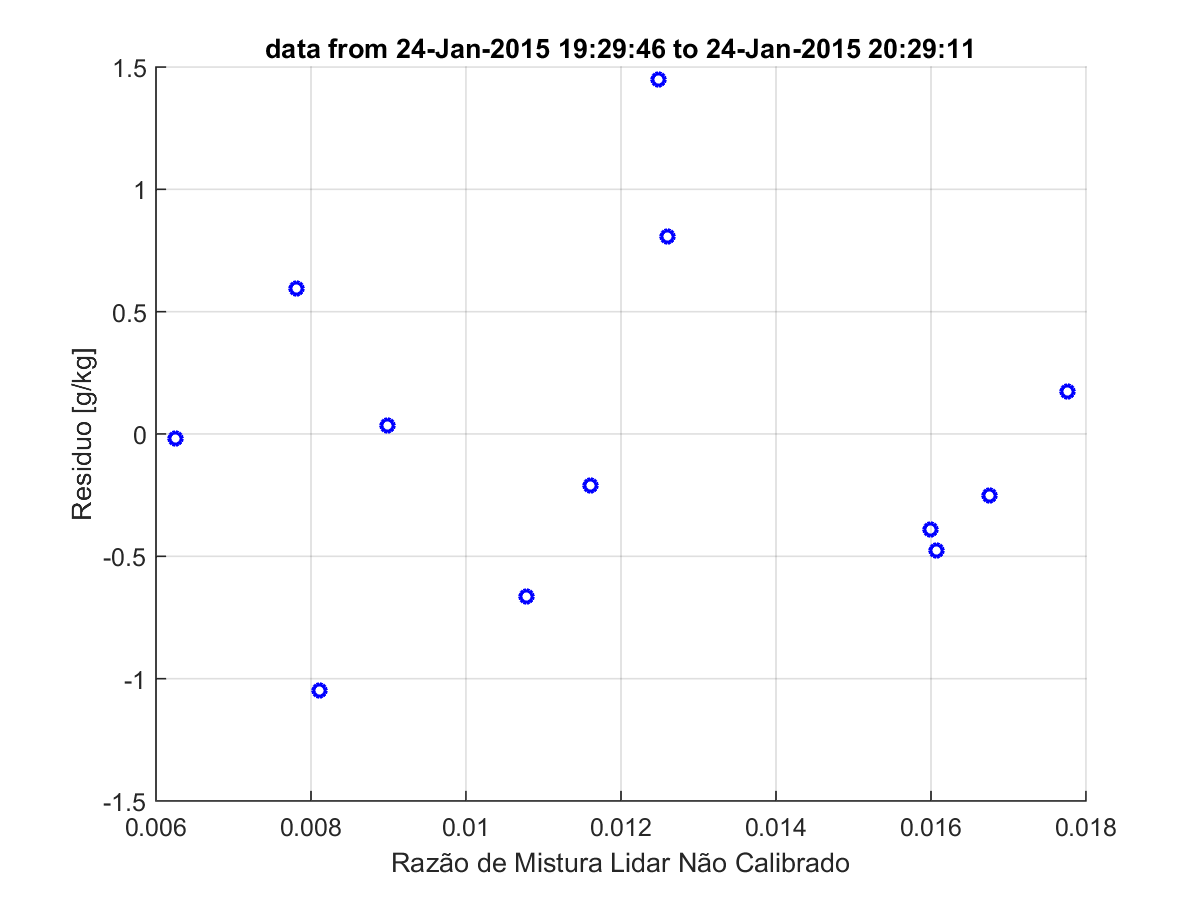 data from 24-Jan-2015 19:29:46 to 24-Jan-2015 20:29:11
1.5
1
0.5
0
-0.5
-1
-1.5
Residuo [g/kg]
0.006 0.008 0.01 0.012 0.014 0.016 0.018
Razão de Mistura Lidar Não Calibrado